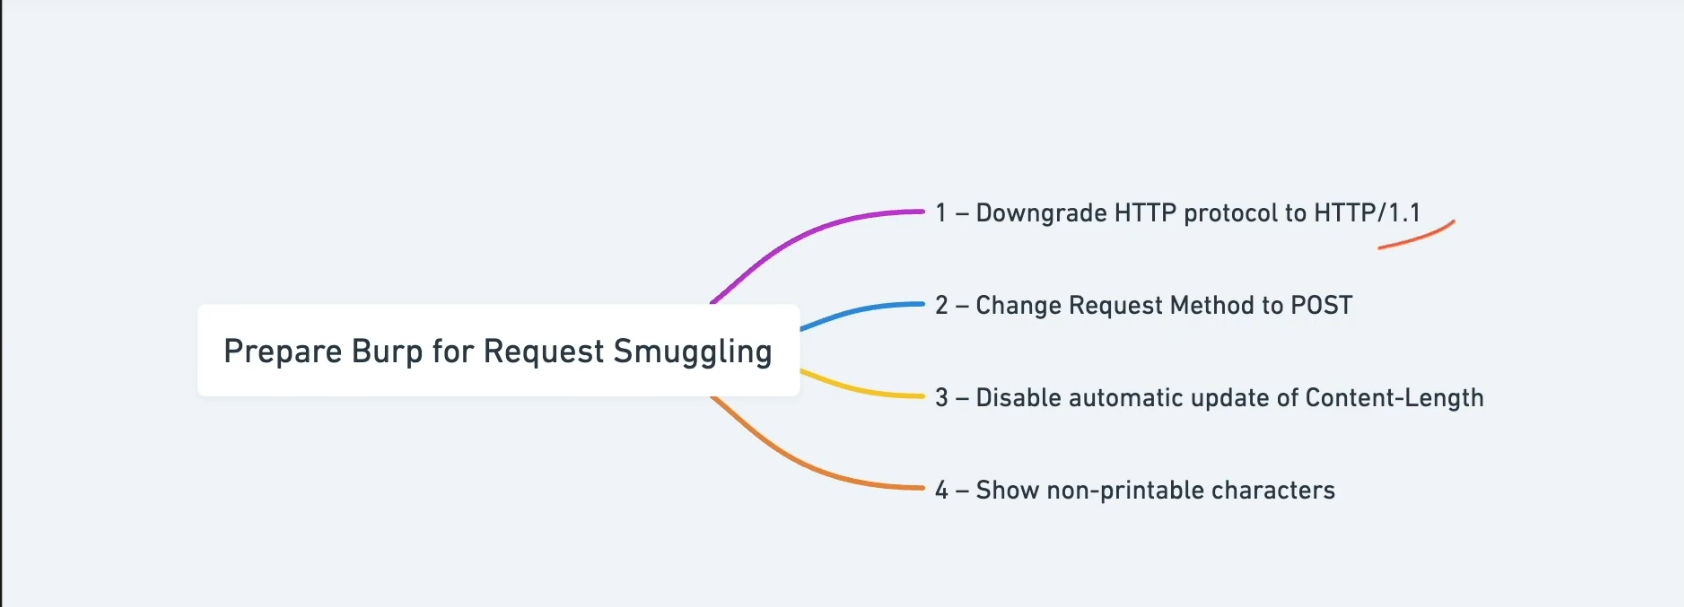 Prepare Burp for Request Smuggling
1 – Downgrade HTTP protocol to HTTP/1.1
2 – Change Request Method to POST
3 – Disable automatic update of Content-Length
4 – Show non-printable characters